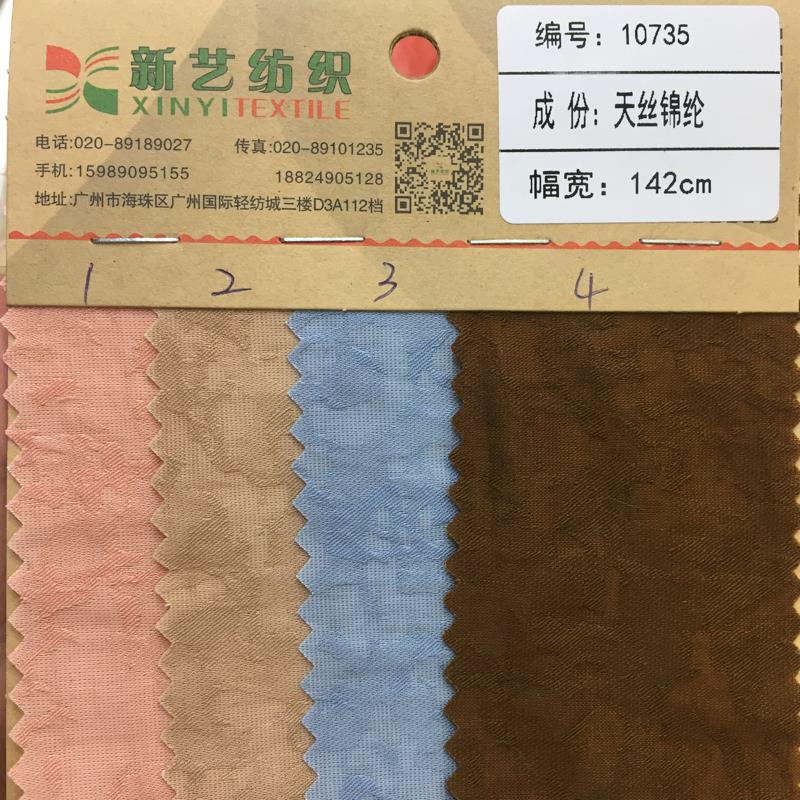 新艺纺织
XINYITEXTILE
电话:020-89189027 传真:020-89101235
手机:15989095155 18824905128
地址:广州市海珠区广州国际轻纺城三楼D3A112档
编号：10735
成 份：天丝锦纶
幅宽：142cm
1 2 3 4